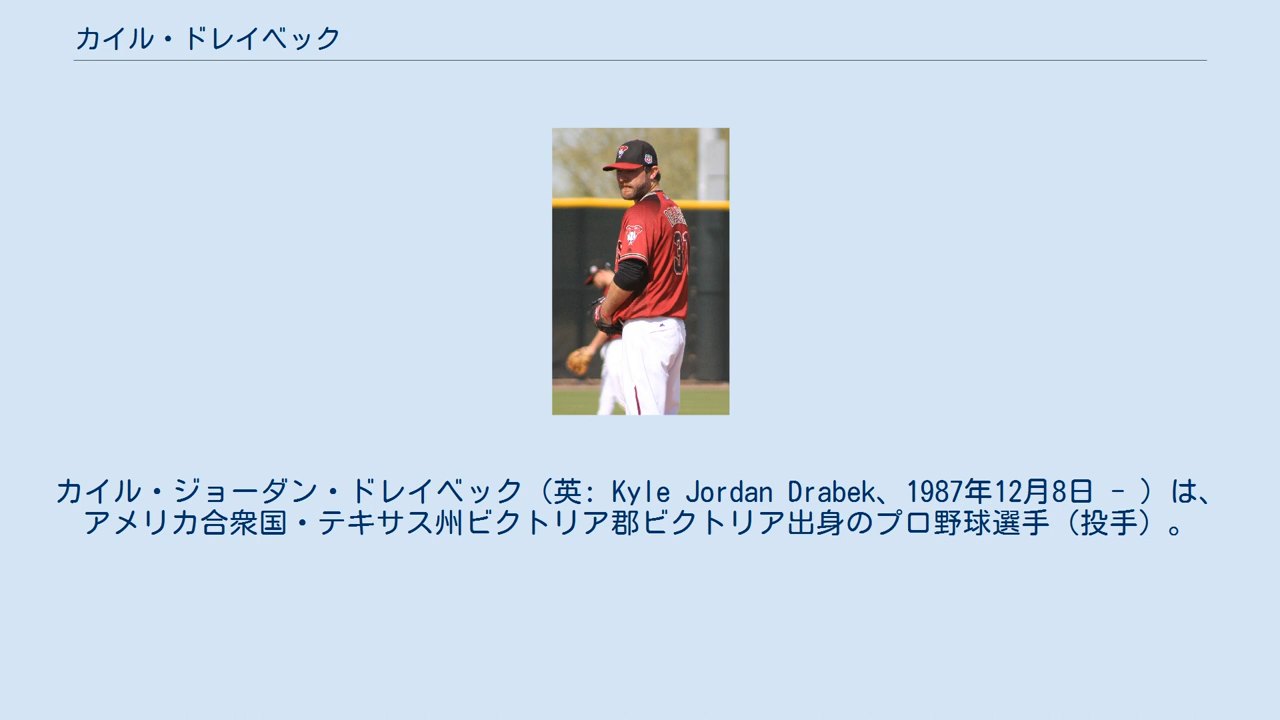 カイル・ドレイベック
カイル・ジョーダン・ドレイベック（英: Kyle Jordan Drabek、1987年12月8日 - ）は、
アメリカ合衆国・テキサス州ビクトリア郡ビクトリア出身のプロ野球選手（投手）。